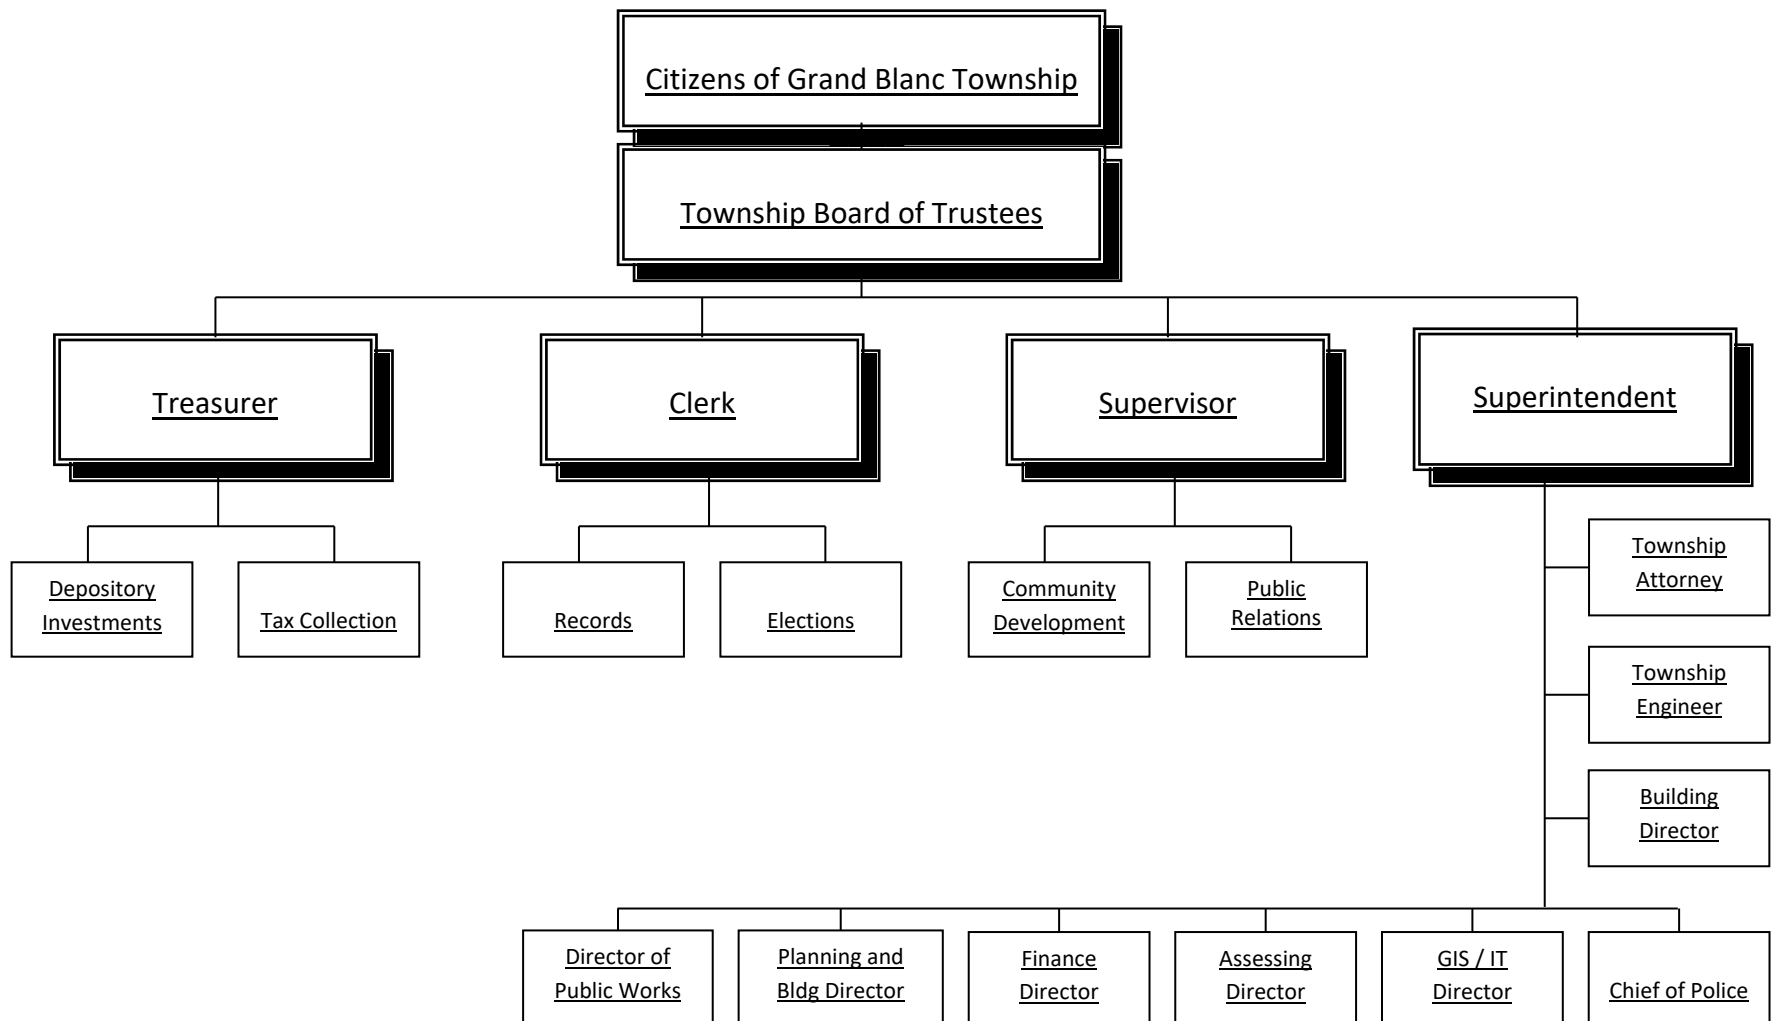 Citizens of Grand Blanc Township
Township Board of Trustees
Treasurer
Clerk
Supervisor
Superintendent
Depository
Investments
Tax Collection
Records
Elections
Community
Development
Public
Relations
Township
Attorney
Township
Engineer
Building
Director
Director of
Public Works
Planning and
Bldg Director
Finance
Director
Assessing
Director
GIS / IT
Director
Chief of Police